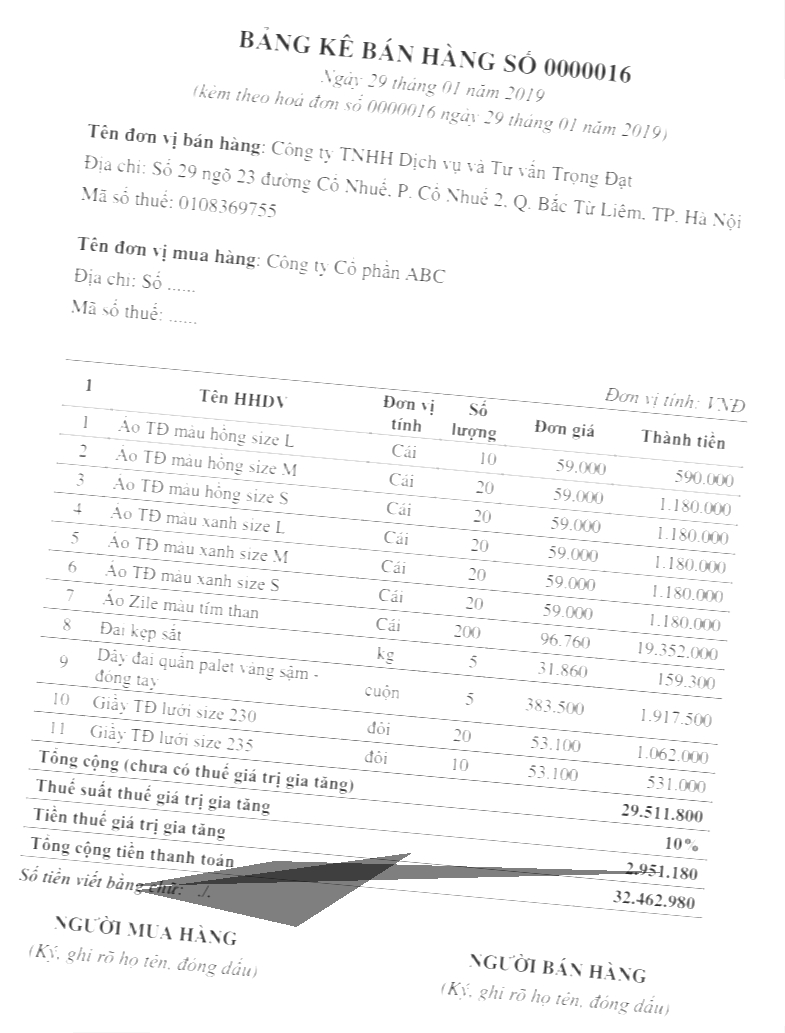 BẢNG KÊ BÁN HÀNG SỐ 0000016
Ngày 29 tháng 01 năm 2019
(kèm theo hoá đơn số 0000016 ngày 29 tháng 01 năm 2019)
Tên đơn vị bán hàng: Công ty TNHH Dịch vụ và Tư vấn Trọng Đạt
Địa chỉ: Số 29 ngõ 23 đường Cổ Nhuế, P. Cổ Nhuế 2, Q. Bắc Từ Liêm, TP. Hà Nội
Mã số thuế: 0108369755
Tên đơn vị mua hàng: Công ty Cổ phần ABC
Địa chỉ: Số ......
Mã số thuế: ......
Đơn vị tính: VNĐ
1 Tên HHDV Đơn vị tính Số lượng Đơn giá Thành tiền
1 Áo TĐ màu hồng size L Cái 10 59.000 590.000
2 Áo TĐ màu hồng size M Cái 20 59.000 1.180.000
3 Áo TĐ màu hồng size S Cái 20 59.000 1.180.000
4 Áo TĐ màu xanh size L Cái 20 59.000 1.180.000
5 Áo TĐ màu xanh size M Cái 20 59.000 1.180.000
6 Áo TĐ màu xanh size S Cái 20 59.000 1.180.000
7 Áo Zile màu tím than Cái 200 96.760 19.352.000
8 Đai kẹp sắt kg 5 31.860 159.300
9 Dây đai quấn palet vàng sậm -
đóng tay cuộn 5 383.500 1.917.500
10 Giầy TĐ lưới size 230 đôi 20 53.100 1.062.000
11 Giầy TĐ lưới size 235 đôi 10 53.100 531.000
Tổng cộng (chưa có thuế giá trị gia tăng) 29.511.800
Thuế suất thuế giá trị gia tăng 10%
Tiền thuế giá trị gia tăng 2.951.180
Tổng cộng tiền thanh toán 32.462.980
Số tiền viết bằng chữ: ./.
NGƯỜI MUA HÀNG
(Ký, ghi rõ họ tên, đóng dấu)
NGƯỜI BÁN HÀNG
(Ký, ghi rõ họ tên, đóng dấu)